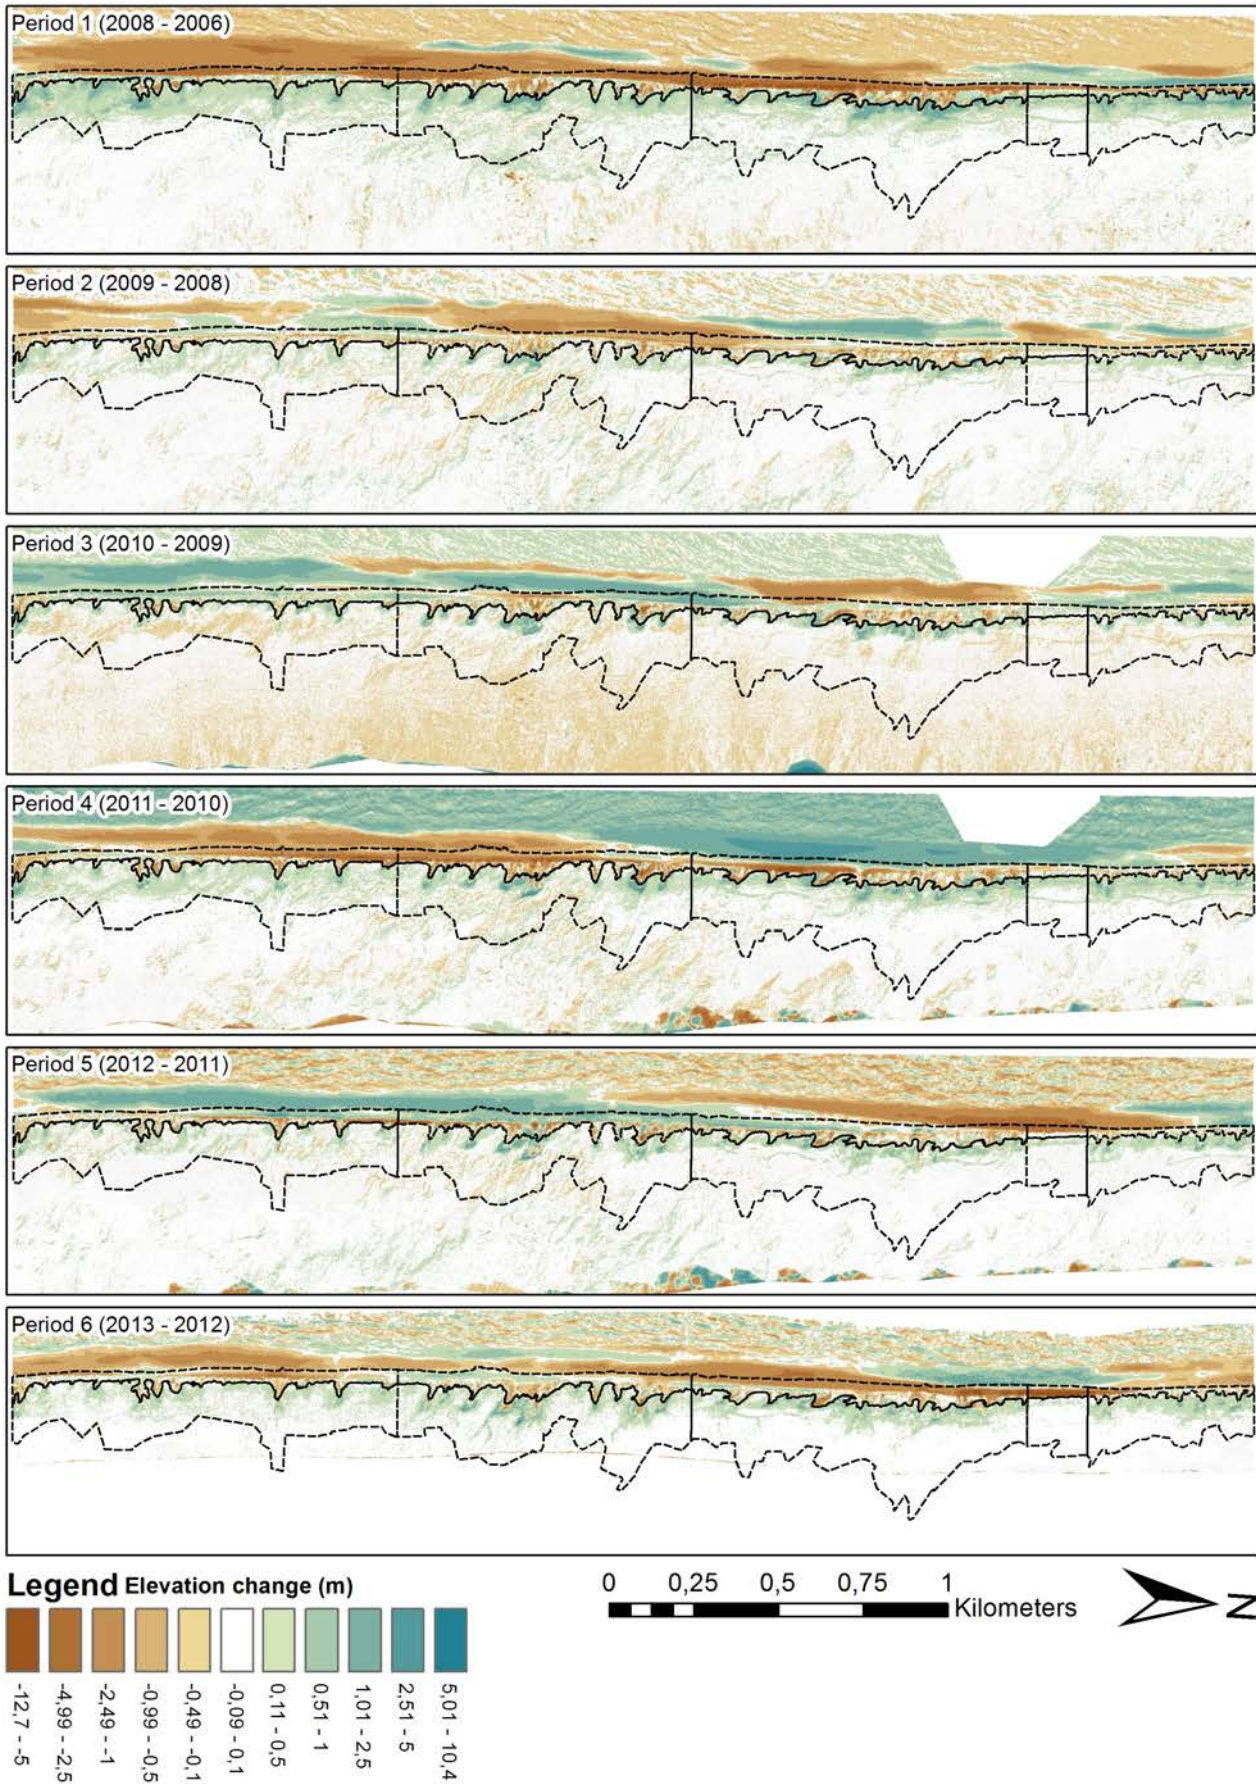 Period 1 (2008 - 2006)
Period 2 (2009 - 2008)
Period 3 (2010 - 2009)
Period 4 (2011 - 2010)
Period 5 (2012 - 2011)
Period 6 (2013 - 2012)
Legend Elevation change (m)
-12,7 - -5
-4,99 - -2,5
-2,49 - -1
-0,99 - -0,5
-0,49 - -0,1
-0,09 - 0,1
0,11 - 0,5
0,51 - 1
1,01 - 2,5
2,51 - 5
5,01 - 10,4
0 0,25 0,5 0,75 1
Kilometers
N